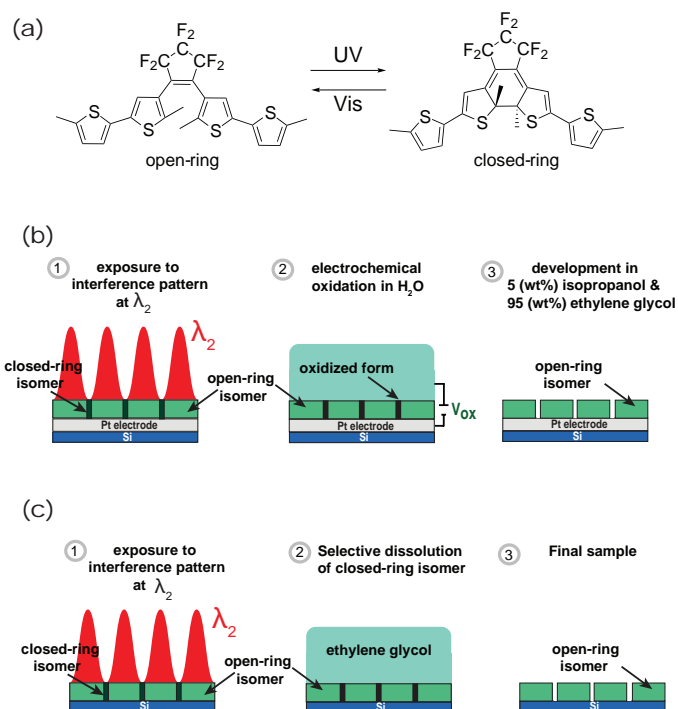 (a)
F₂
C
F₂C CF₂
S S S S
open-ring
UV
Vis
F₂
C
F₂C CF₂
S S S S
closed-ring
(b)
1 exposure to
interference pattern
at λ₂
λ₂
closed-ring
isomer
Pt electrode
Si
2 electrochemical
oxidation in H₂O
open-ring
isomer
oxidized form
Vox
Pt electrode
Si
3 development in
5 (wt%) isopropanol &
95 (wt%) ethylene glycol
open-ring
isomer
Pt electrode
Si
(c)
1 exposure to
interference pattern
at λ₂
λ₂
closed-ring
isomer
Si
2 Selective dissolution
of closed-ring isomer
open-ring
isomer
ethylene glycol
Si
3 Final sample
open-ring
isomer
Si